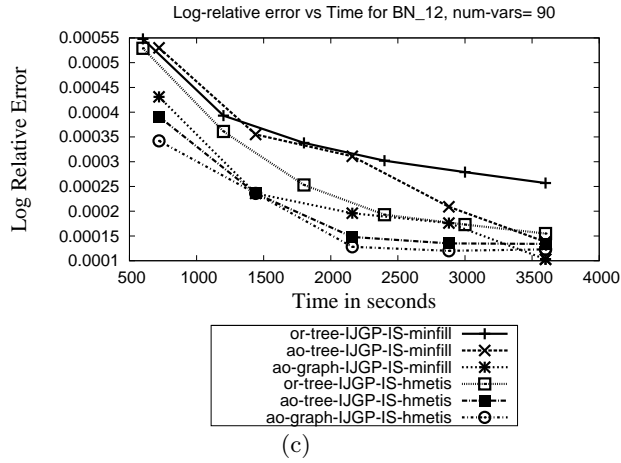 Log-relative error vs Time for BN_12, num-vars= 90
Log Relative Error
0.00055
0.0005
0.00045
0.0004
0.00035
0.0003
0.00025
0.0002
0.00015
0.0001
500 1000 1500 2000 2500 3000 3500 4000
Time in seconds
or-tree-IJGP-IS-minfill
ao-tree-IJGP-IS-minfill
ao-graph-IJGP-IS-minfill
or-tree-IJGP-IS-hmetis
ao-tree-IJGP-IS-hmetis
ao-graph-IJGP-IS-hmetis
(c)